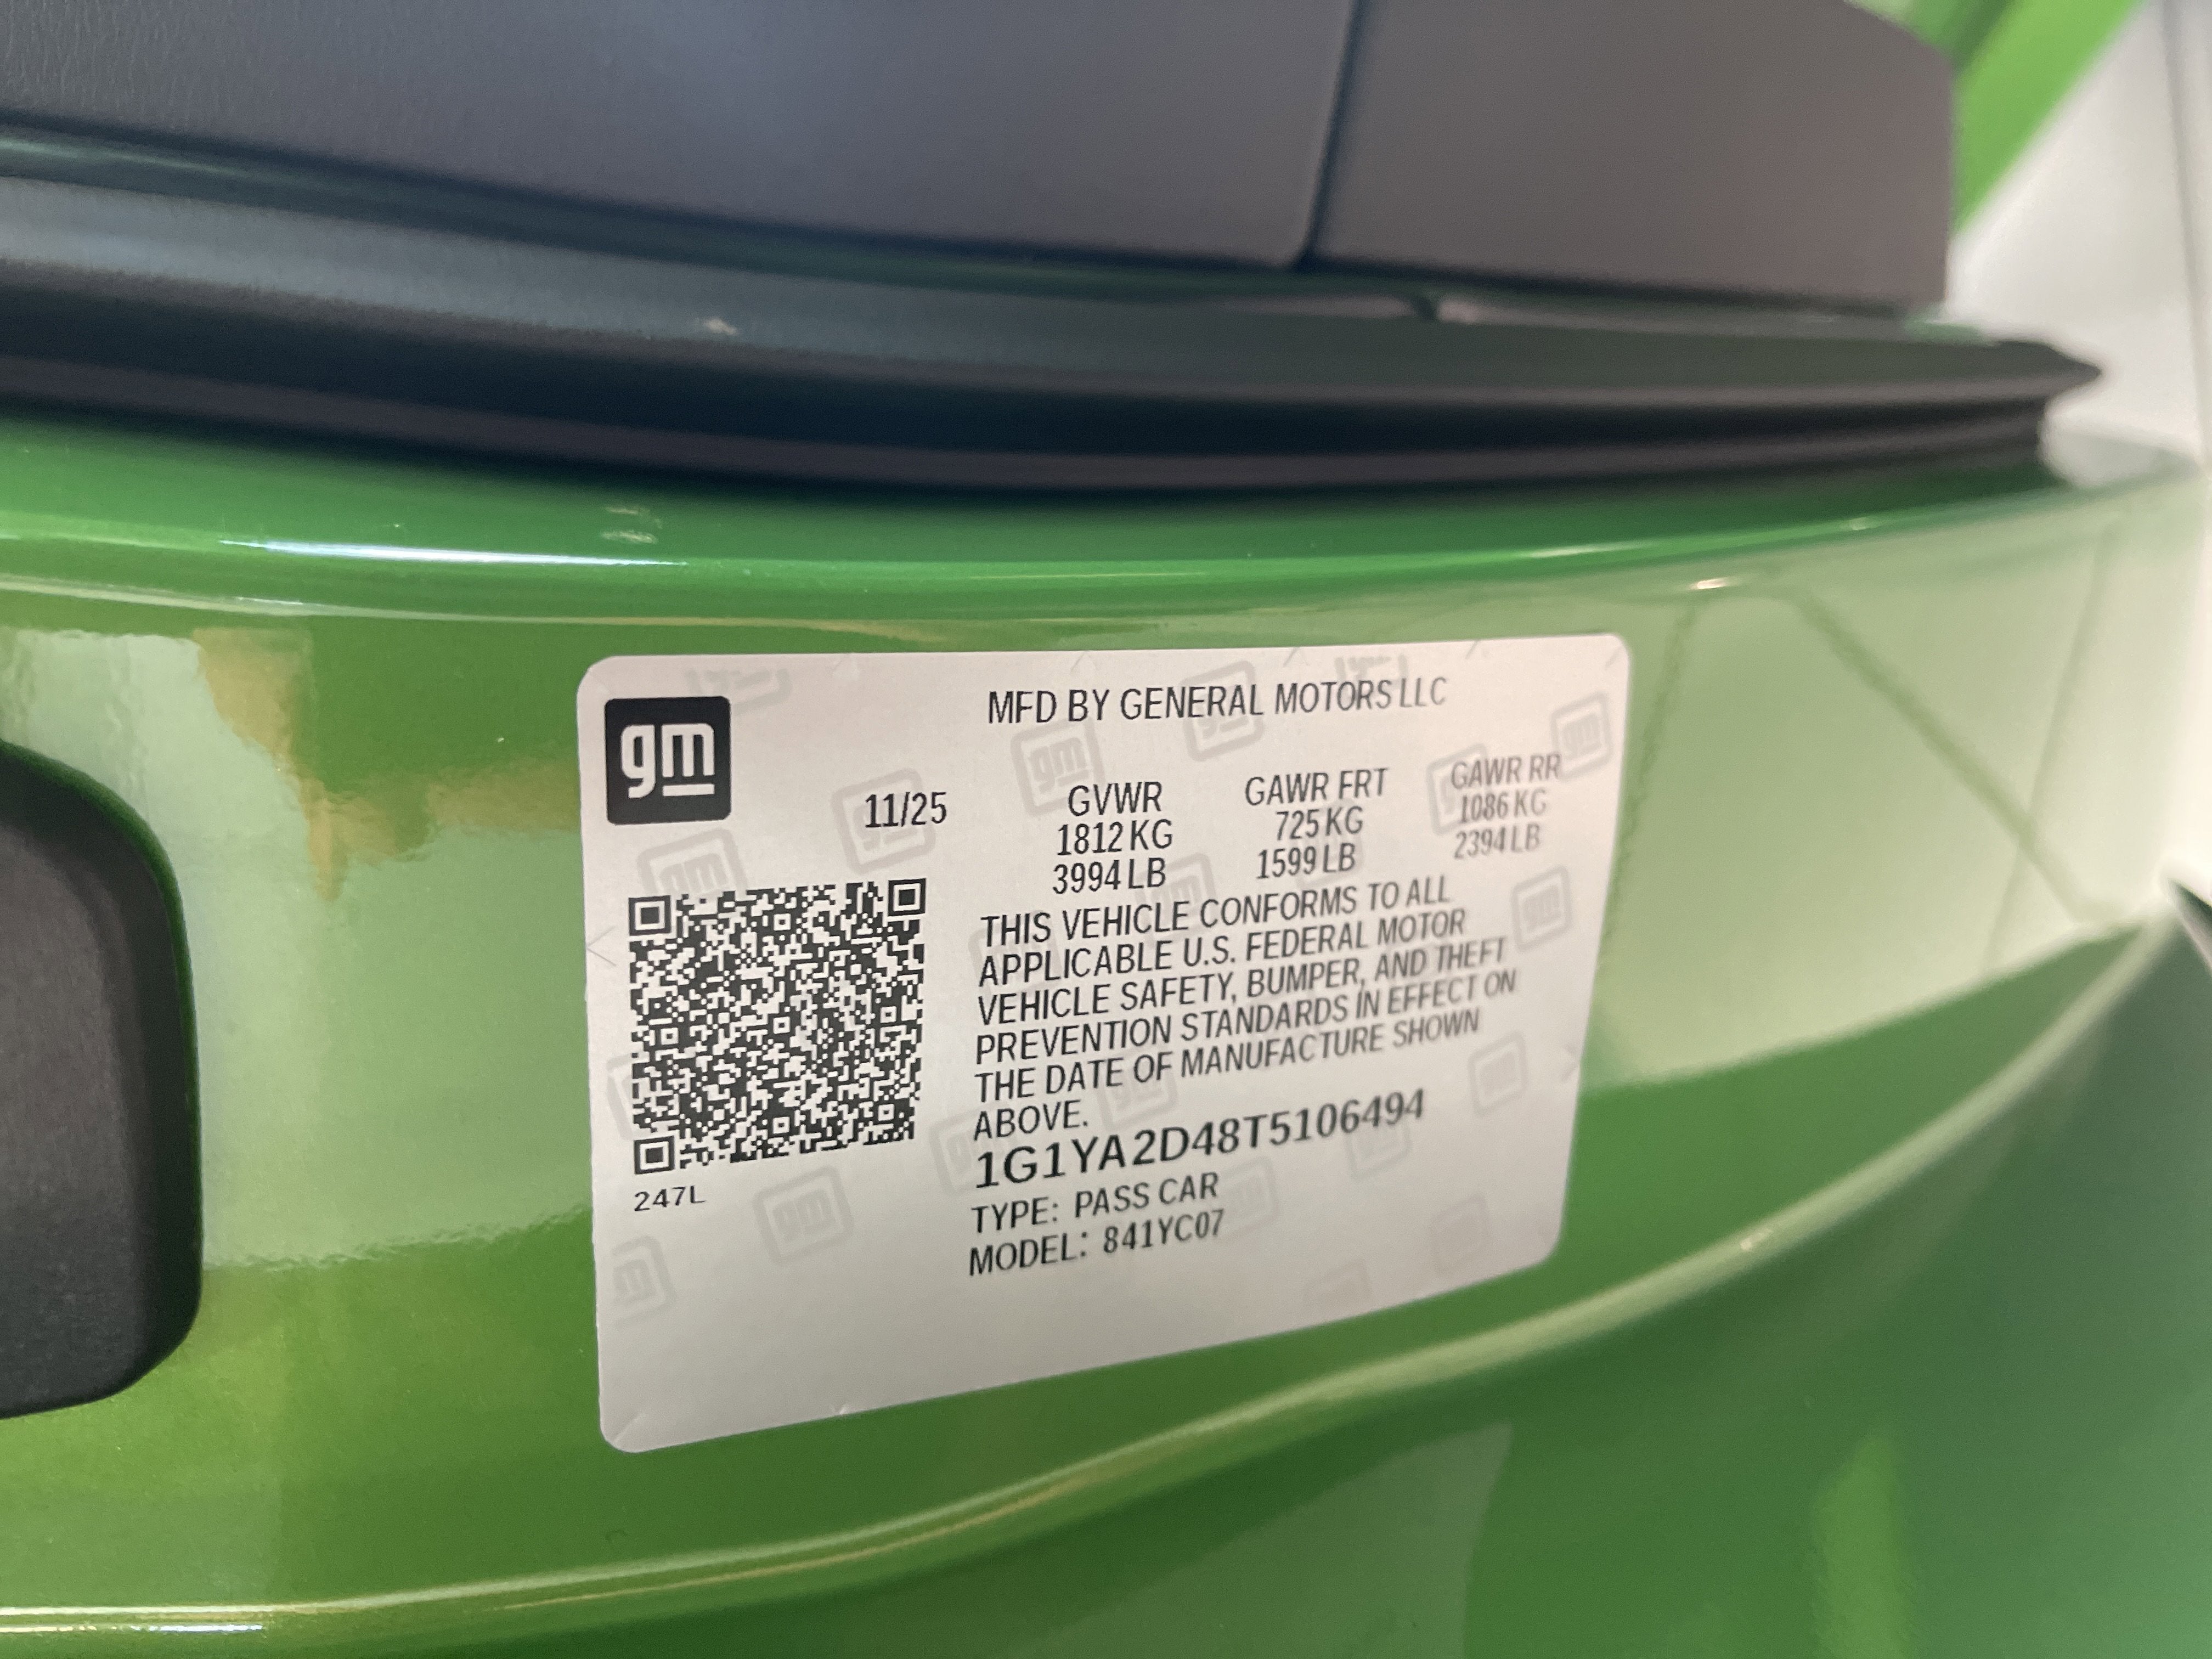 gm
MFD BY GENERAL MOTORS LLC
11/25
GVWR
1812 KG
3994 LB
GAWR FRT
725 KG
1599 LB
GAWR RR
1086 KG
2394 LB
THIS VEHICLE CONFORMS TO ALL
APPLICABLE U.S. FEDERAL MOTOR
VEHICLE SAFETY, BUMPER, AND THEFT
PREVENTION STANDARDS IN EFFECT ON
THE DATE OF MANUFACTURE SHOWN
ABOVE.
1G1YA2D48T5106494
TYPE: PASS CAR
MODEL: 841YC07
247L